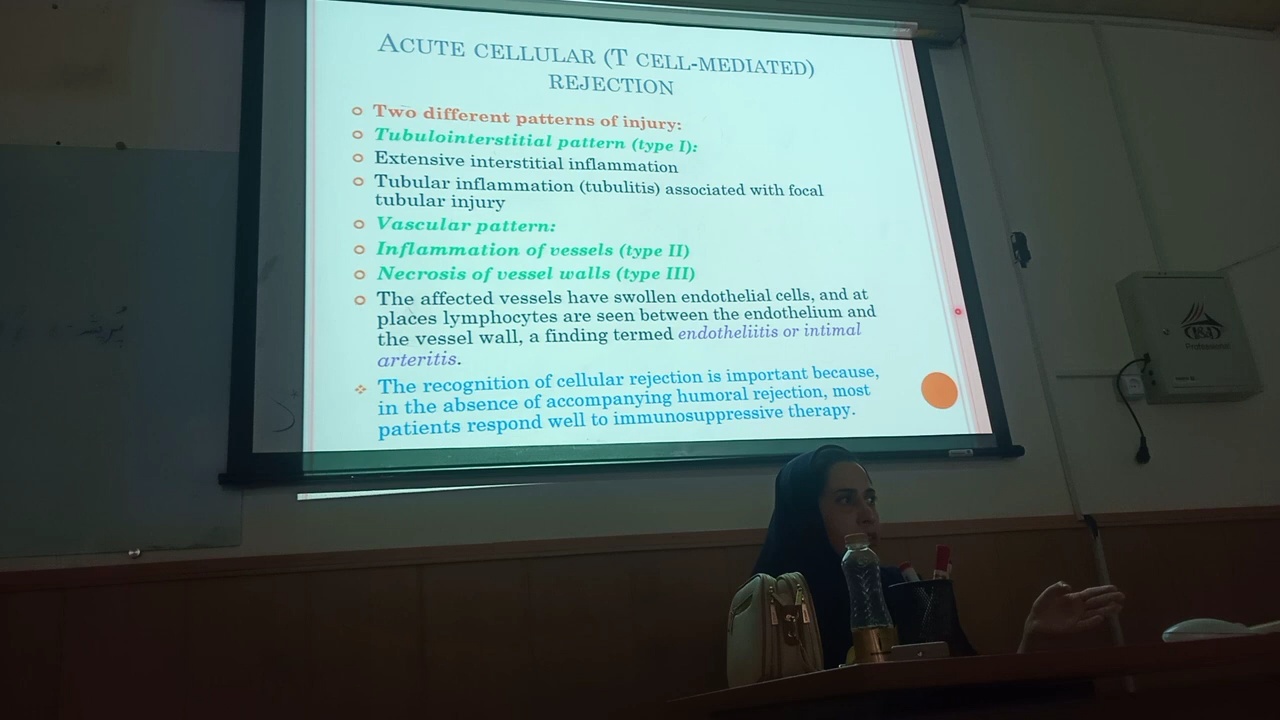 ACUTE CELLULAR (T CELL-MEDIATED)
REJECTION
Two different patterns of injury:
Tubulointerstitial pattern (type I):
Extensive interstitial inflammation
Tubular inflammation (tubulitis) associated with focal
tubular injury
Vascular pattern:
Inflammation of vessels (type II)
Necrosis of vessel walls (type III)
The affected vessels have swollen endothelial cells, and at
places lymphocytes are seen between the endothelium and
the vessel wall, a finding termed endotheliitis or intimal
arteritis.
The recognition of cellular rejection is important because,
in the absence of accompanying humoral rejection, most
patients respond well to immunosuppressive therapy.